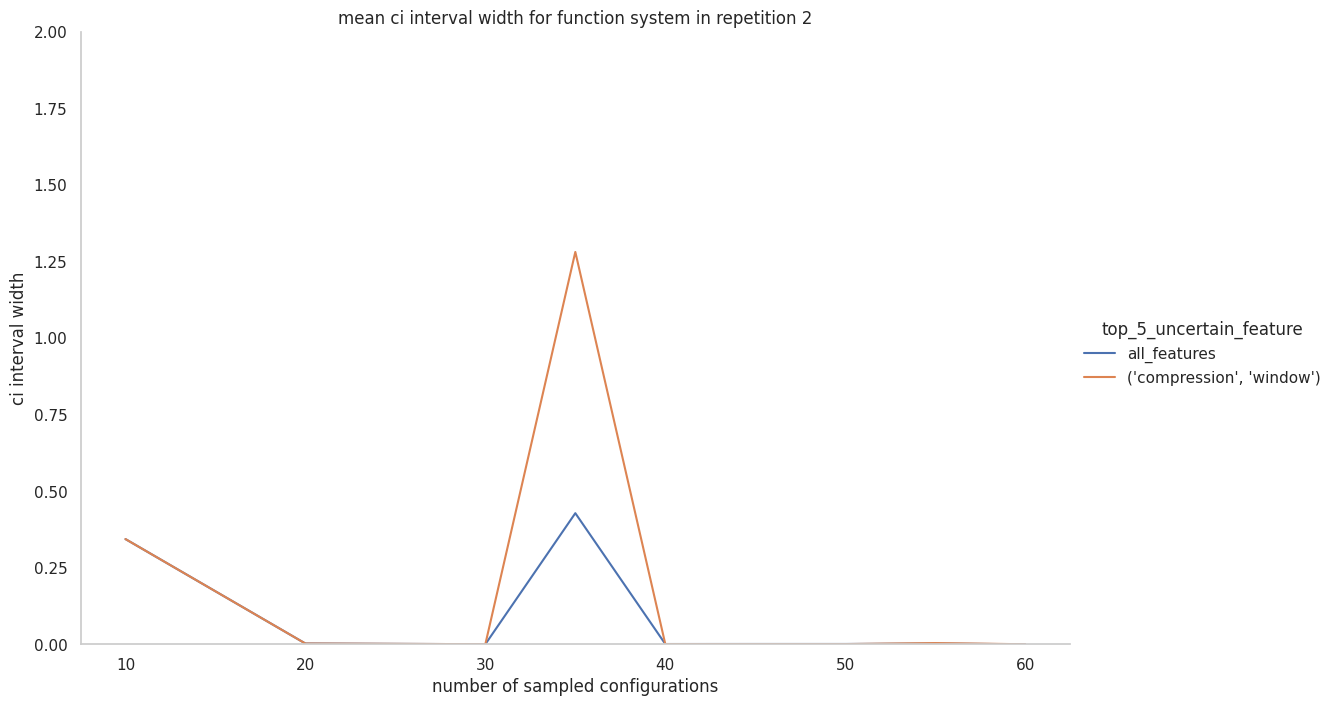 mean ci interval width for function system in repetition 2
2.00
1.75
1.50
1.25
1.00
0.75
0.50
0.25
0.00
ci interval width
10 20 30 40 50 60
number of sampled configurations
top_5_uncertain_feature
all_features
('compression', 'window')